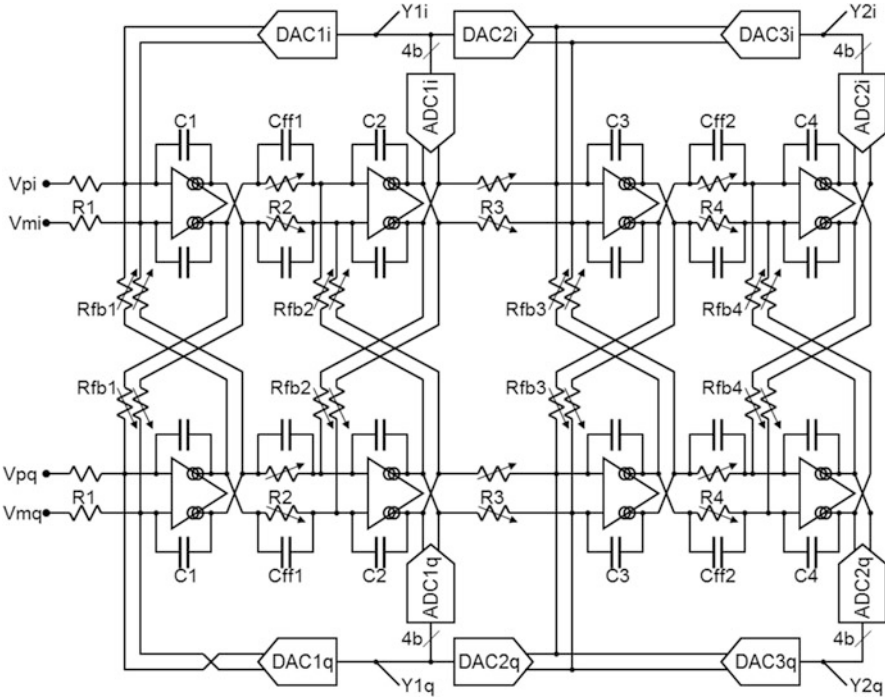 Y1i Y2i
DAC1i DAC2i DAC3i
4b 4b
ADC1i ADC2i
C1 Cff1 C2 C3 Cff2 C4
Vpi
Vmi
R1 R2 R3 R4
Rfb1 Rfb2 Rfb3 Rfb4
Rfb1 Rfb2 Rfb3 Rfb4
Vpq
R1 R2 R3 R4
Vmq
C1 Cff1 C2 C3 Cff2 C4
ADC1q ADC2q
4b 4b
DAC1q DAC2q DAC3q
Y1q Y2q